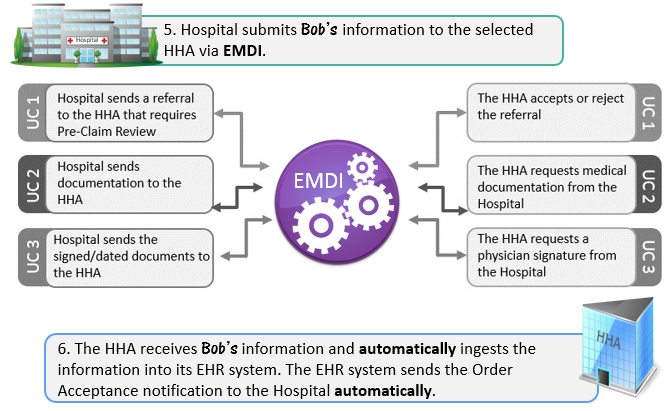 Hospital
5. Hospital submits Bob's information to the selected
HHA via EMDI.
UC 1
Hospital sends a referral
to the HHA that requires
Pre-Claim Review
UC 2
Hospital sends
documentation to the
HHA
UC 3
Hospital sends the
signed/dated documents to
the HHA
EMDI
The HHA accepts or reject
the referral
UC 1
The HHA requests medical
documentation from the
Hospital
UC 2
The HHA requests a
physician signature from
the Hospital
UC 3
HHA
6. The HHA receives Bob's information and automatically ingests the
information into its EHR system. The EHR system sends the Order
Acceptance notification to the Hospital automatically.